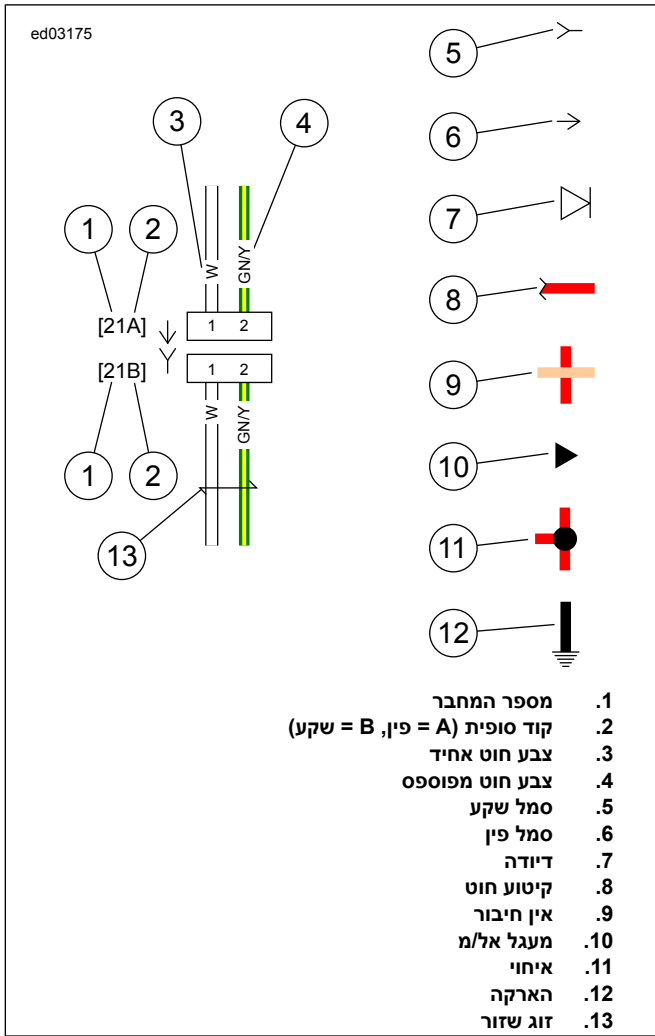 ed03175
5
3
4
6
1
2
7
W
GN/Y
[21A]
1 2
8
[21B]
1 2
9
W
GN/Y
1
2
10
13
11
12
1. מספר המחבר
2. קוד סופית (A = פין, B = שקע)
3. צבע חוט אחיד
4. צבע חוט מפוספס
5. סמל שקע
6. סמל פין
7. דיודה
8. קיטוע חוט
9. אין חיבור
10. מעגל אל/מ
11. איחוי
12. הארקה
13. זוג שזור